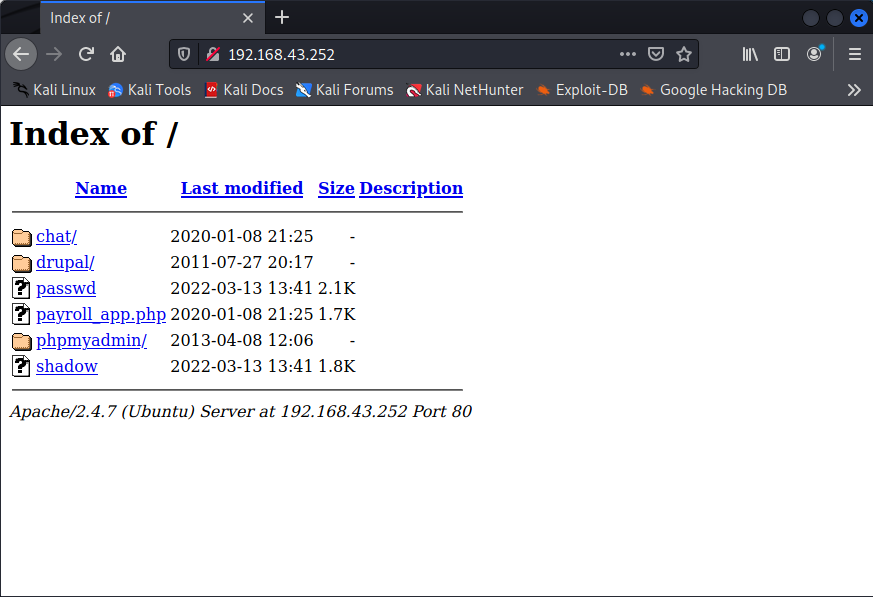 Index of /
192.168.43.252
Kali Linux Kali Tools Kali Docs Kali Forums Kali NetHunter Exploit-DB Google Hacking DB
Index of /
Name Last modified Size Description
chat/ 2020-01-08 21:25 -
drupal/ 2011-07-27 20:17 -
passwd 2022-03-13 13:41 2.1K
payroll_app.php 2020-01-08 21:25 1.7K
phpmyadmin/ 2013-04-08 12:06 -
shadow 2022-03-13 13:41 1.8K
Apache/2.4.7 (Ubuntu) Server at 192.168.43.252 Port 80